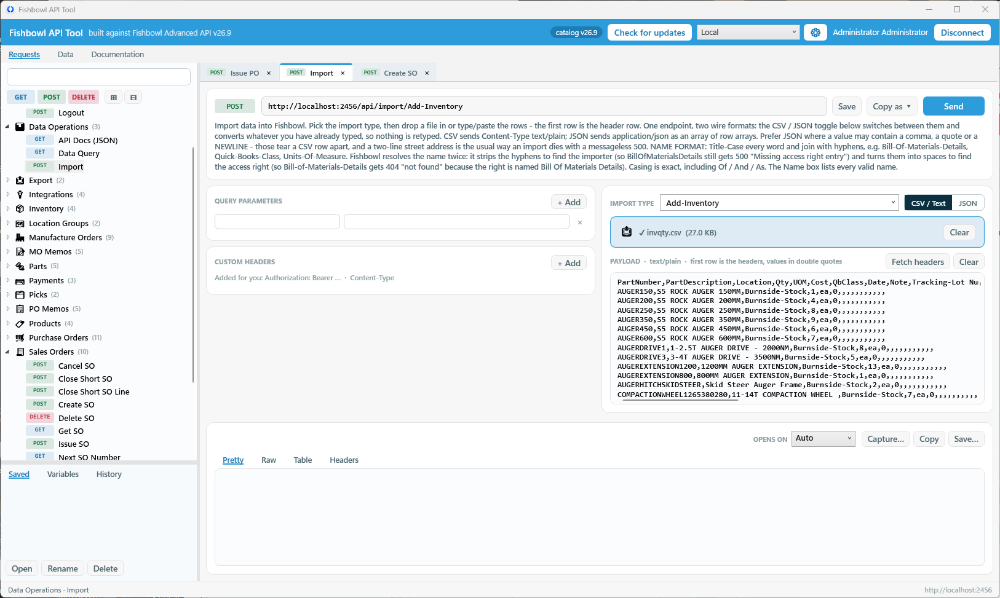 Fishbowl API Tool
Fishbowl API Tool built against Fishbowl Advanced API v26.9
catalog v26.9 Check for updates Local Administrator Administrator Disconnect
Requests Data Documentation
GET POST DELETE
POST Logout
Data Operations (3)
GET API Docs (JSON)
GET Data Query
POST Import
Export (2)
Integrations (4)
Inventory (4)
Location Groups (2)
Manufacture Orders (9)
MO Memos (5)
Parts (5)
Payments (3)
Picks (2)
PO Memos (5)
Products (4)
Purchase Orders (11)
Sales Orders (10)
POST Cancel SO
POST Close Short SO
POST Close Short SO Line
POST Create SO
DELETE Delete SO
GET Get SO
POST Issue SO
GET Next SO Number
Saved Variables History
Open Rename Delete
POST Issue PO × POST Import × POST Create SO ×
POST http://localhost:2456/api/import/Add-Inventory Save Copy as Send
Import data into Fishbowl. Pick the import type, then drop a file in or type/paste the rows - the first row is the header row. One endpoint, two wire formats: the CSV / JSON toggle below switches between them and
converts whatever you have already typed, so nothing is retyped. CSV sends Content-Type text/plain; JSON sends application/json as an array of row arrays. Prefer JSON where a value may contain a comma, a quote or a
NEWLINE - those tear a CSV row apart, and a two-line street address is the usual way an import dies with a messageless 500. NAME FORMAT: Title-Case every word and join with hyphens, e.g. Bill-Of-Materials-Details,
Quick-Books-Class, Units-Of-Measure. Fishbowl resolves the name twice: it strips the hyphens to find the importer (so BillOfMaterialsDetails still gets 500 "Missing access right entry") and turns them into spaces to find
the access right (so Bill-of-Materials-Details gets 404 "not found" because the right is named Bill Of Materials Details). Casing is exact, including Of / And / As. The Name box lists every valid name.
QUERY PARAMETERS + Add
×
CUSTOM HEADERS + Add
Added for you: Authorization: Bearer ... · Content-Type
IMPORT TYPE Add-Inventory CSV / Text JSON
✓ invqty.csv (27.0 KB) Clear
PAYLOAD · text/plain · first row is the headers, values in double quotes Fetch headers Clear
PartNumber,PartDescription,Location,Qty,UOM,Cost,QbClass,Date,Note,Tracking-Lot Nu
AUGER150,S5 ROCK AUGER 150MM,Burnside-Stock,1,ea,0,,,,,,,,,,,
AUGER200,S5 ROCK AUGER 200MM,Burnside-Stock,4,ea,0,,,,,,,,,,,
AUGER250,S5 ROCK AUGER 250MM,Burnside-Stock,8,ea,0,,,,,,,,,,,
AUGER350,S5 ROCK AUGER 350MM,Burnside-Stock,9,ea,0,,,,,,,,,,,
AUGER450,S5 ROCK AUGER 450MM,Burnside-Stock,6,ea,0,,,,,,,,,,,
AUGER600,S5 ROCK AUGER 600MM,Burnside-Stock,7,ea,0,,,,,,,,,,,
AUGERDRIVE1,1-2.5T AUGER DRIVE - 2000NM,Burnside-Stock,8,ea,0,,,,,,,,,,,
AUGERDRIVE3,3-4T AUGER DRIVE - 3500NM,Burnside-Stock,5,ea,0,,,,,,,,,,,
AUGEREXTENSION1200,1200MM AUGER EXTENSION,Burnside-Stock,13,ea,0,,,,,,,,,,,
AUGEREXTENSION800,800MM AUGER EXTENSION,Burnside-Stock,1,ea,0,,,,,,,,,,,
AUGERHITCHSKIDSTEER,Skid Steer Auger Frame,Burnside-Stock,2,ea,0,,,,,,,,,,,
COMPACTIONWHEEL1265380280,11-14T COMPACTION WHEEL ,Burnside-Stock,7,ea,0,,,,,,,,,,
OPENS ON Auto Capture... Copy Save...
Pretty Raw Table Headers
Data Operations · Import http://localhost:2456